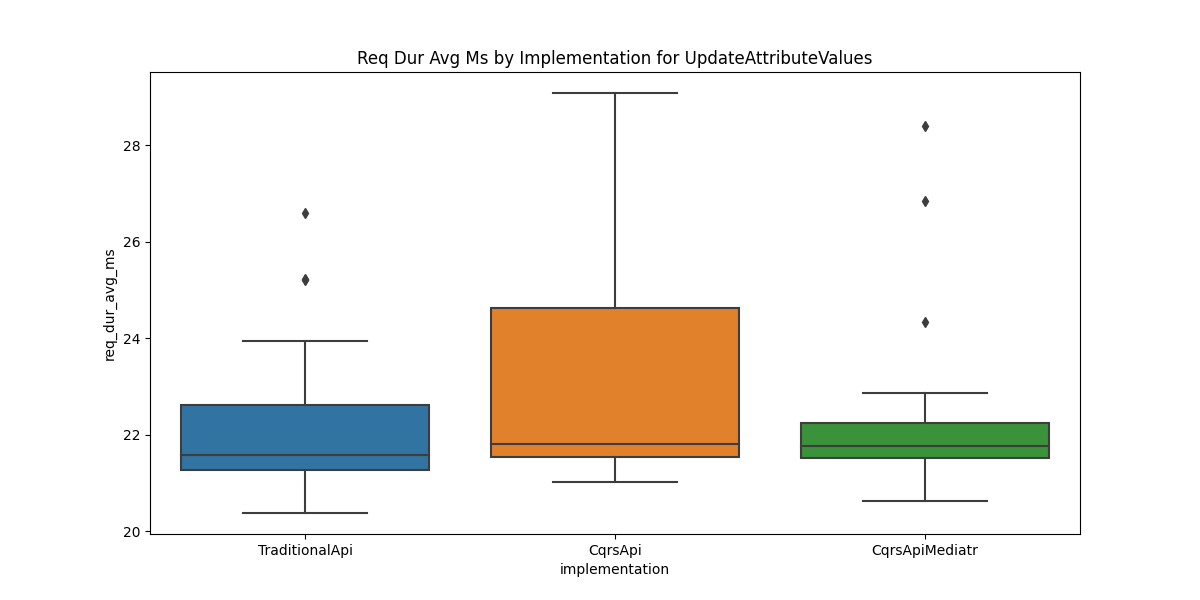 Req Dur Avg Ms by Implementation for UpdateAttributeValues
req_dur_avg_ms
28
26
24
22
20
TraditionalApi
CqrsApi
CqrsApiMediatr
implementation